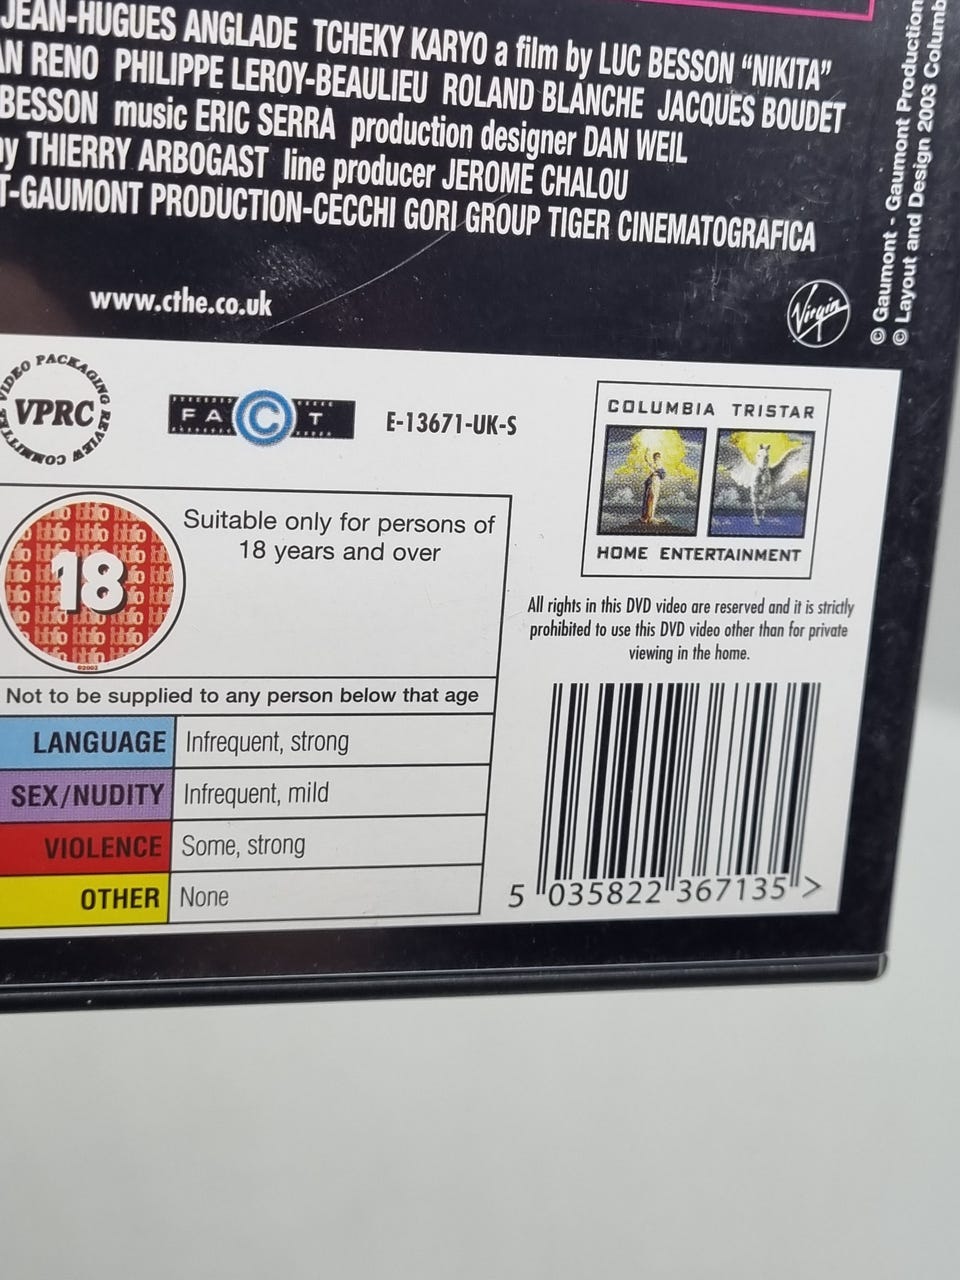 JEAN-HUGUES ANGLADE TCHEKY KARYO a film by LUC BESSON "NIKITA"
RENO PHILIPPE LEROY-BEAULIEU ROLAND BLANCHE JACQUES BOUDET
BESSON music ERIC SERRA production designer DAN WEIL
THIERRY ARBOGAST line producer JEROME CHALOU
T-GAUMONT PRODUCTION-CECCHI GORI GROUP TIGER CINEMATOGRAFICA
www.cthe.co.uk
Virgin
© Gaumont - Gaumont Production
© Layout and Design 2003 Columb
VIDEO PACKAGING REVIEW COMMITTEE
VPRC
FACT
E-13671-UK-S
COLUMBIA TRISTAR
HOME ENTERTAINMENT
18
Suitable only for persons of
18 years and over
Not to be supplied to any person below that age
LANGUAGE Infrequent, strong
SEX/NUDITY Infrequent, mild
VIOLENCE Some, strong
OTHER None
All rights in this DVD video are reserved and it is strictly
prohibited to use this DVD video other than for private
viewing in the home.
5 035822 367135 >